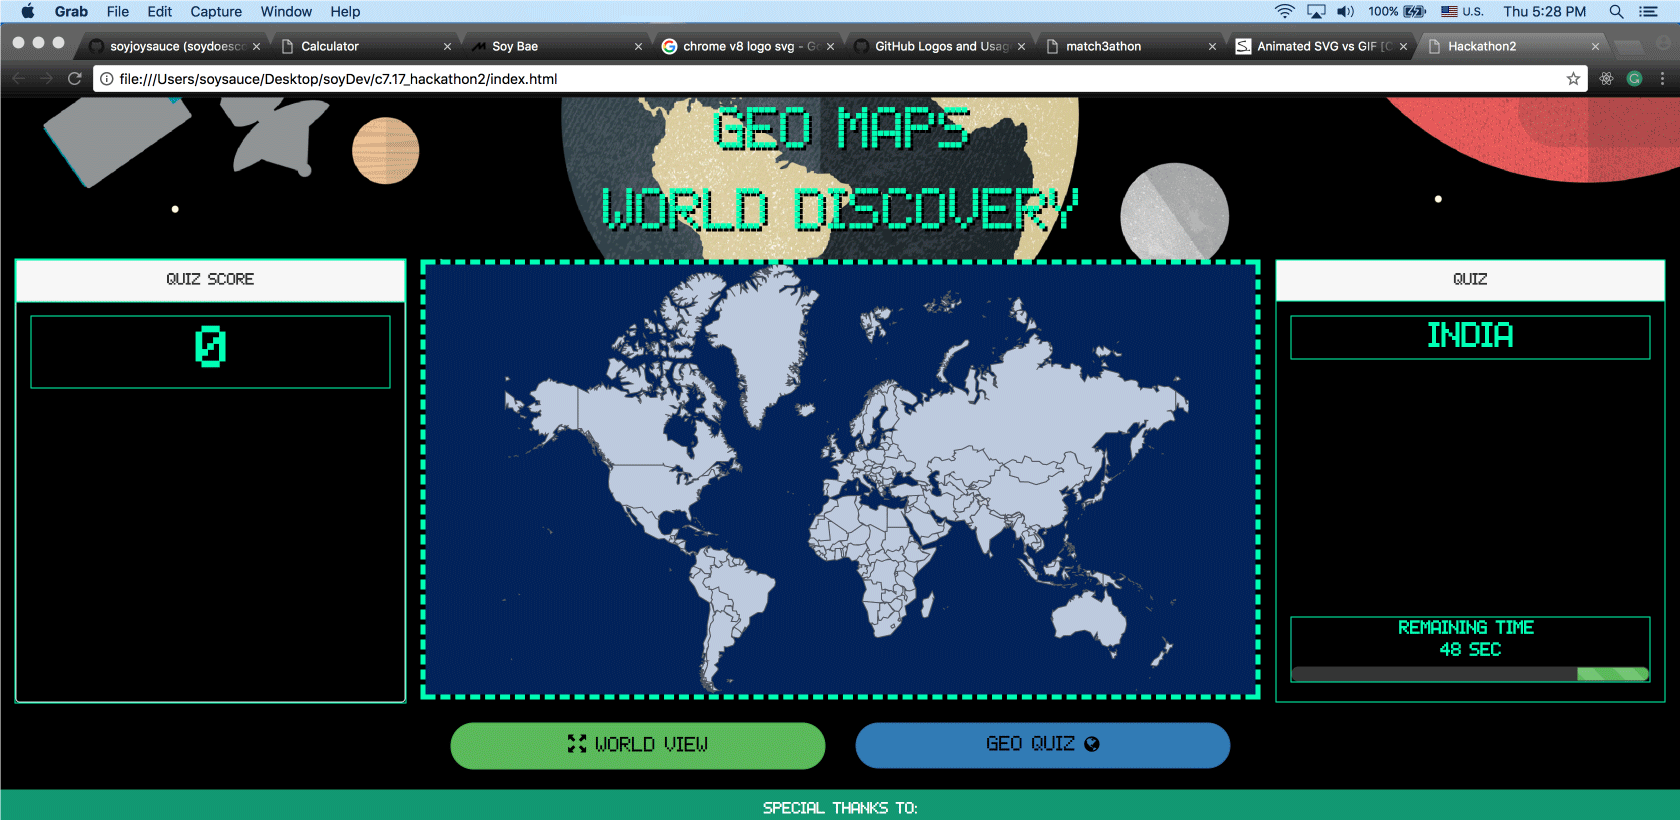 Grab File Edit Capture Window Help 100% U.S. Thu 5:28 PM
soyjoysauce (soydoesco Calculator Soy Bae chrome v8 logo svg - Go GitHub Logos and Usag match3athon Animated SVG vs GIF [C Hackathon2
file:///Users/soysauce/Desktop/soyDev/c7.17_hackathon2/index.html
GEO MAPS
WORLD DISCOVERY
QUIZ SCORE
0
QUIZ
INDIA
REMAINING TIME
48 SEC
WORLD VIEW
GEO QUIZ
SPECIAL THANKS TO: